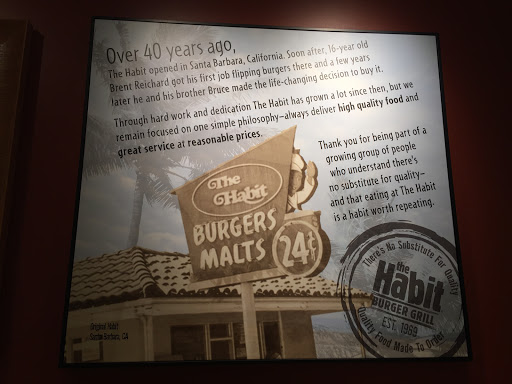 Over 40 years ago,
The Habit opened in Santa Barbara, California. Soon after, 16-year old
Brent Reichard got his first job flipping burgers there and a few years
later he and his brother Bruce made the life-changing decision to buy it.
Through hard work and dedication The Habit has grown a lot since then, but we
remain focused on one simple philosophy—always deliver high quality food and
great service at reasonable prices.
Thank you for being part of a
growing group of people
who understand there's
no substitute for quality–
and that eating at The Habit
is a habit worth repeating.
The
Habit
BURGERS
MALTS
24¢
There's No Substitute For Quality
the
Habit
BURGER GRILL
EST. 1969
Quality Food Made To Order
Original Habit
Santa Barbara, CA